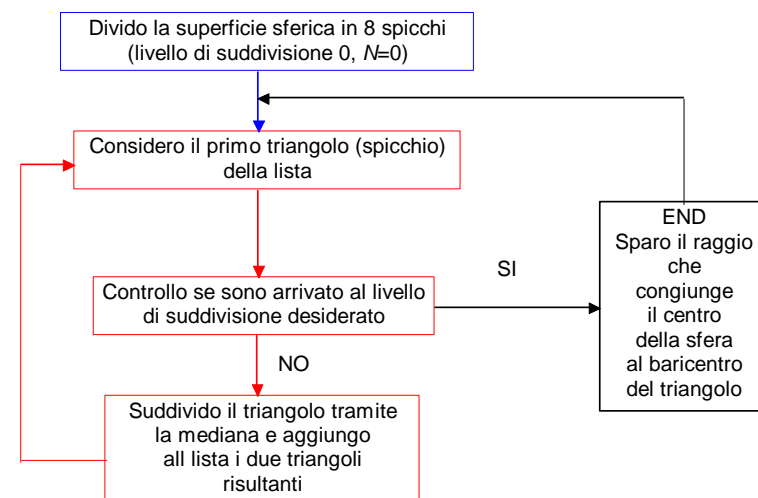 Divido la superficie sferica in 8 spicchi
(livello di suddivisione 0, N=0)
Considero il primo triangolo (spicchio)
della lista
Controllo se sono arrivato al livello
di suddivisione desiderato
SI
END
Sparo il raggio
che
congiunge
il centro
della sfera
al baricentro
del triangolo
NO
Suddivido il triangolo tramite
la mediana e aggiungo
all lista i due triangoli
risultanti